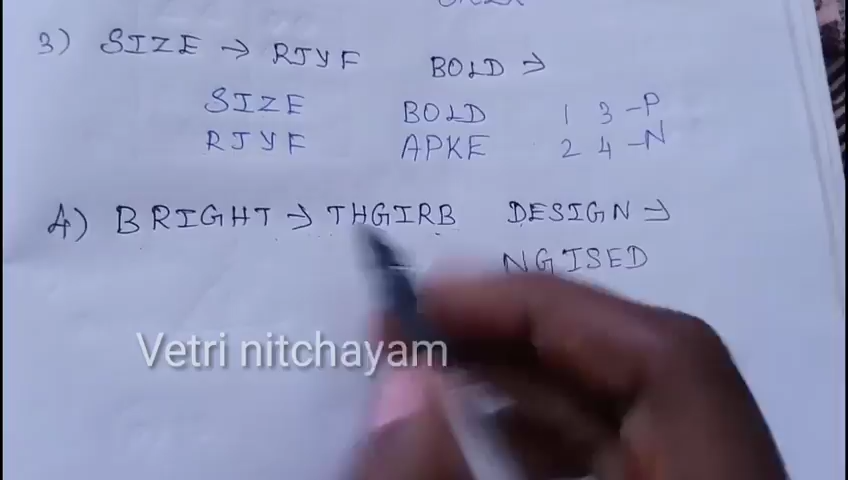 3) SIZE → RJYF BOLD →
SIZE BOLD 1 3 -P
RJYF APKE 2 4 -N
4) BRIGHT → THGIRB DESIGN →
NGISED
Vetri nitchayam